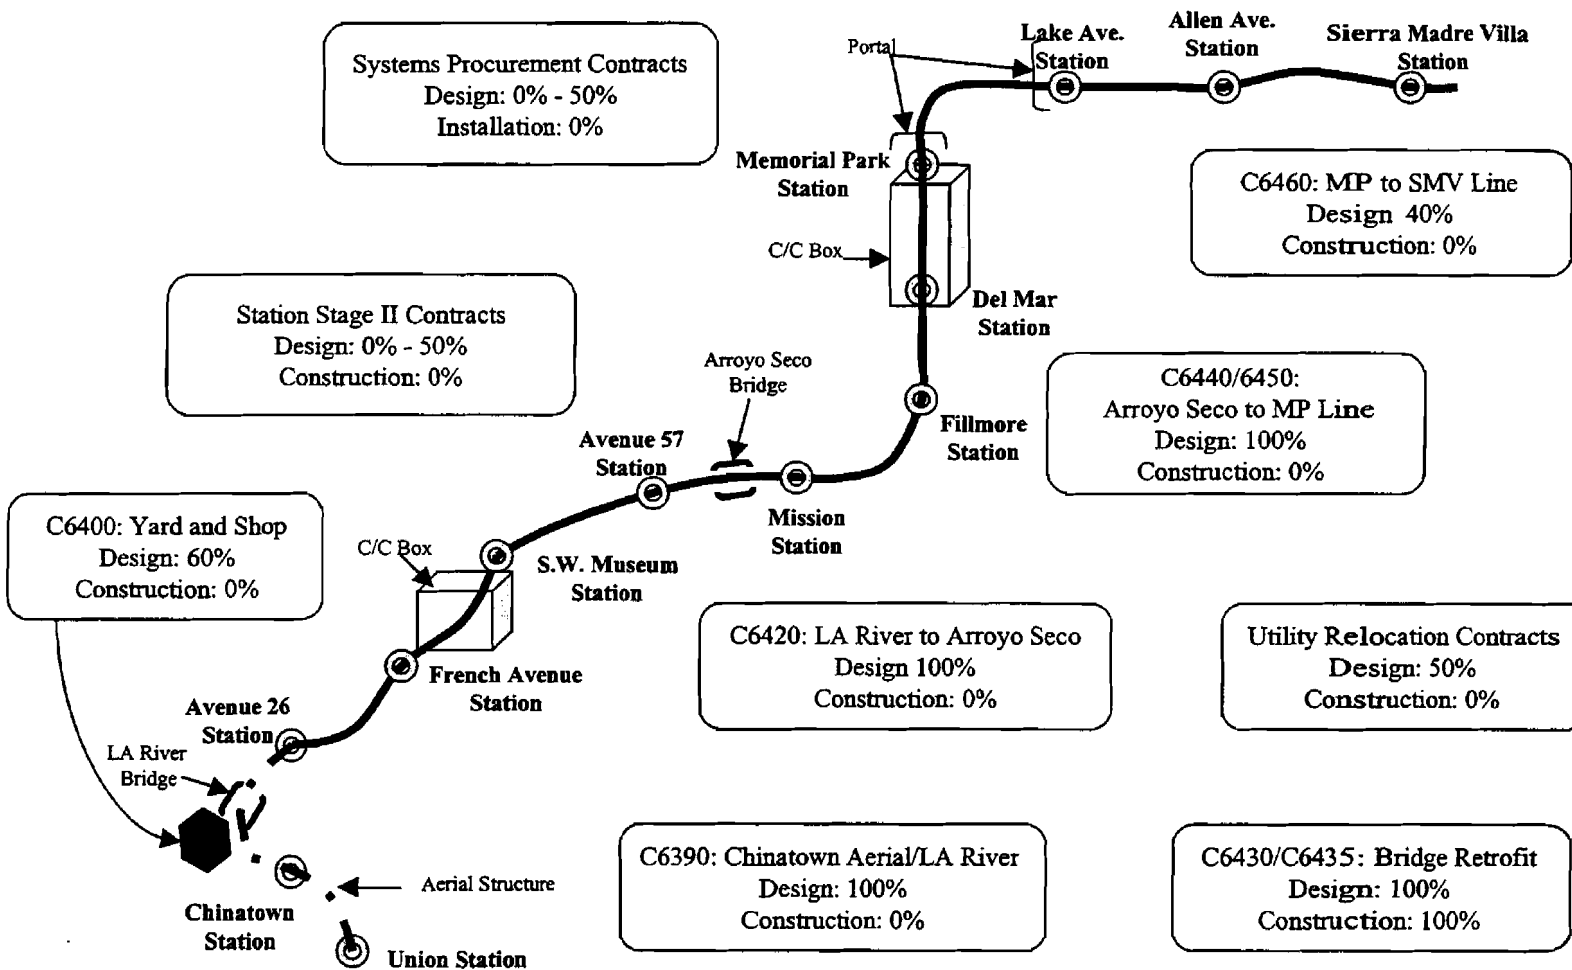 Systems Procurement Contracts
Design: 0% - 50%
Installation: 0%
Portal
Lake Ave.
Station
Allen Ave.
Station
Sierra Madre Villa
Station
Memorial Park
Station
C/C Box
Del Mar
Station
C6460: MP to SMV Line
Design 40%
Construction: 0%
Station Stage II Contracts
Design: 0% - 50%
Construction: 0%
Arroyo Seco
Bridge
Fillmore
Station
C6440/6450:
Arroyo Seco to MP Line
Design: 100%
Construction: 0%
Avenue 57
Station
Mission
Station
C6400: Yard and Shop
Design: 60%
Construction: 0%
C/C Box
S.W. Museum
Station
French Avenue
Station
C6420: LA River to Arroyo Seco
Design 100%
Construction: 0%
Utility Relocation Contracts
Design: 50%
Construction: 0%
Avenue 26
Station
LA River
Bridge
Chinatown
Station
Aerial Structure
Union Station
C6390: Chinatown Aerial/LA River
Design: 100%
Construction: 0%
C6430/C6435: Bridge Retrofit
Design: 100%
Construction: 100%